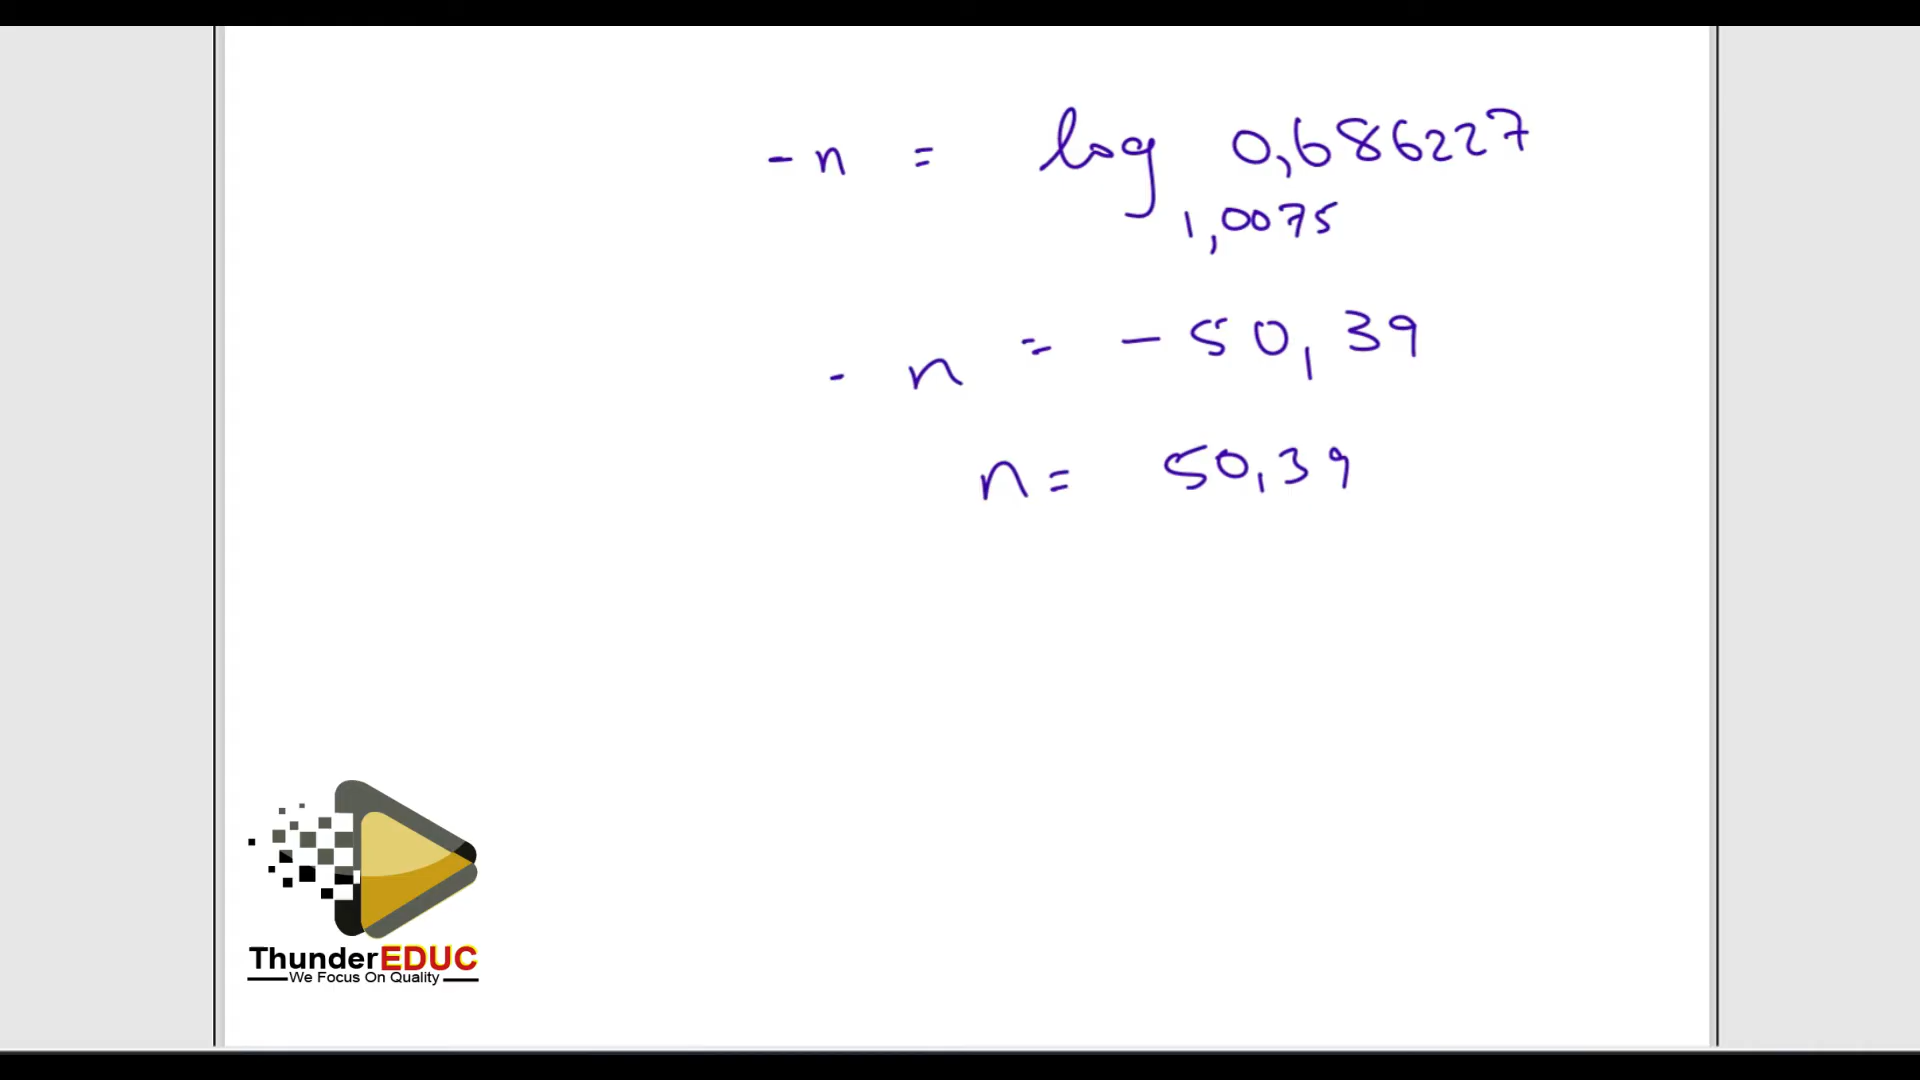 -n = log 0,686227
1,0075
- n = - 50, 39
n = 50,39
ThunderEDUC
We Focus On Quality